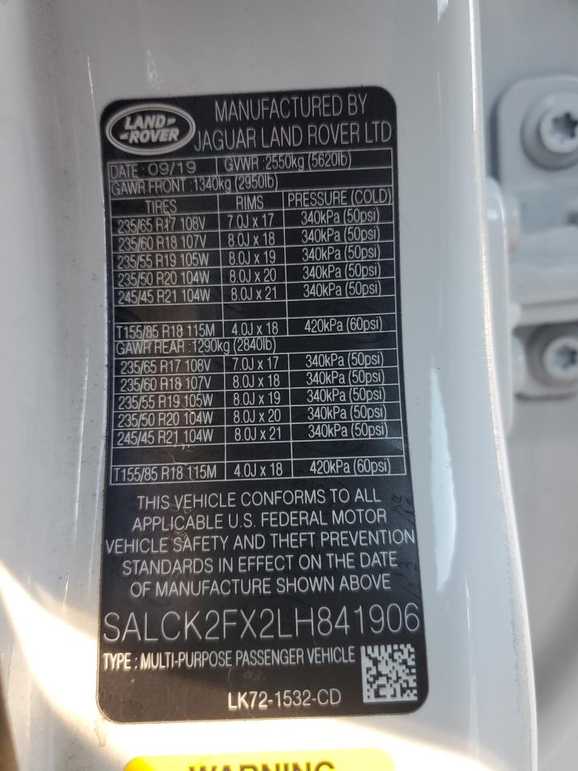 LAND-
-ROVER
MANUFACTURED BY
JAGUAR LAND ROVER LTD
DATE : 09/19 GVWR :2550kg (5620lb)
GAWR FRONT : 1340kg (2950lb)
TIRES RIMS PRESSURE (COLD)
235/65 R17 108V 7.0J x 17 340kPa (50psi)
235/60 R18 107V 8.0J x 18 340kPa (50psi)
235/55 R19 105W 8.0J x 19 340kPa (50psi)
235/50 R20 104W 8.0J x 20 340kPa (50psi)
245/45 R21 104W 8.0J x 21 340kPa (50psi)
T155/85 R18 115M 4.0J x 18 420kPa (60psi)
GAWR REAR : 1290kg (2840lb)
235/65 R17 108V 7.0J x 17 340kPa (50psi)
235/60 R18 107V 8.0J x 18 340kPa (50psi)
235/55 R19 105W 8.0J x 19 340kPa (50psi)
235/50 R20 104W 8.0J x 20 340kPa (50psi)
245/45 R21 104W 8.0J x 21 340kPa (50psi)
T155/85 R18 115M 4.0J x 18 420kPa (60psi)
THIS VEHICLE CONFORMS TO ALL
APPLICABLE U.S. FEDERAL MOTOR
VEHICLE SAFETY AND THEFT PREVENTION
STANDARDS IN EFFECT ON THE DATE
OF MANUFACTURE SHOWN ABOVE
SALCK2FX2LH841906
TYPE : MULTI-PURPOSE PASSENGER VEHICLE
LK72-1532-CD
WARNING